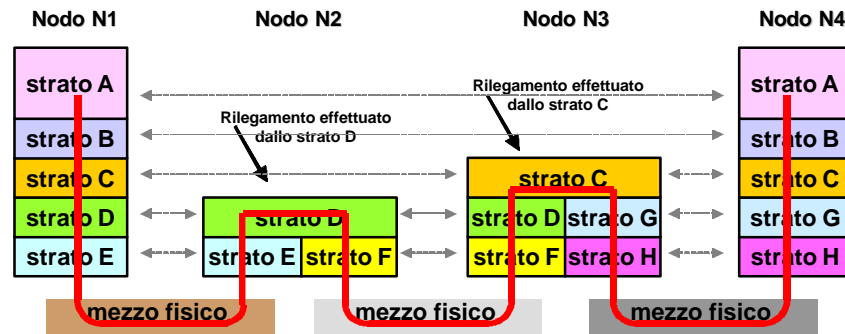 Nodo N1
Nodo N2
Nodo N3
Nodo N4
strato A
strato B
strato C
strato D
strato E
Rilegamento effettuato
dallo strato D
strato D
strato E
strato F
Rilegamento effettuato
dallo strato C
strato C
strato D
strato G
strato F
strato H
strato A
strato B
strato C
strato G
strato H
mezzo fisico
mezzo fisico
mezzo fisico